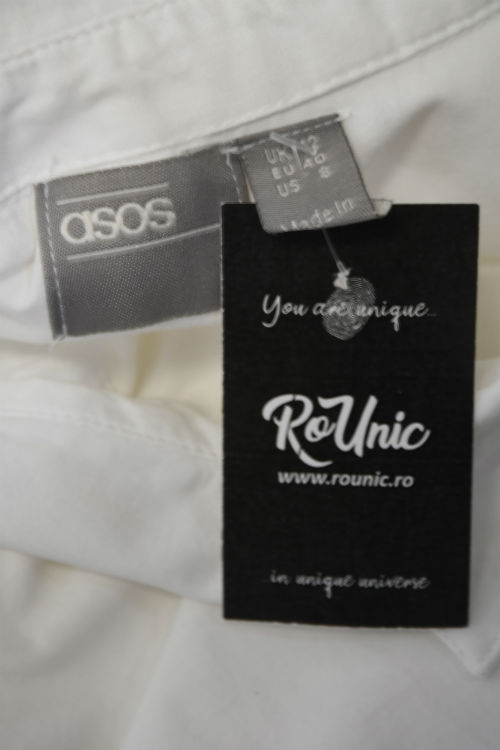 asos
UK 12
EU 40
US 8
Made In
You are unique...
RoUnic
www.rounic.ro
in unique universe